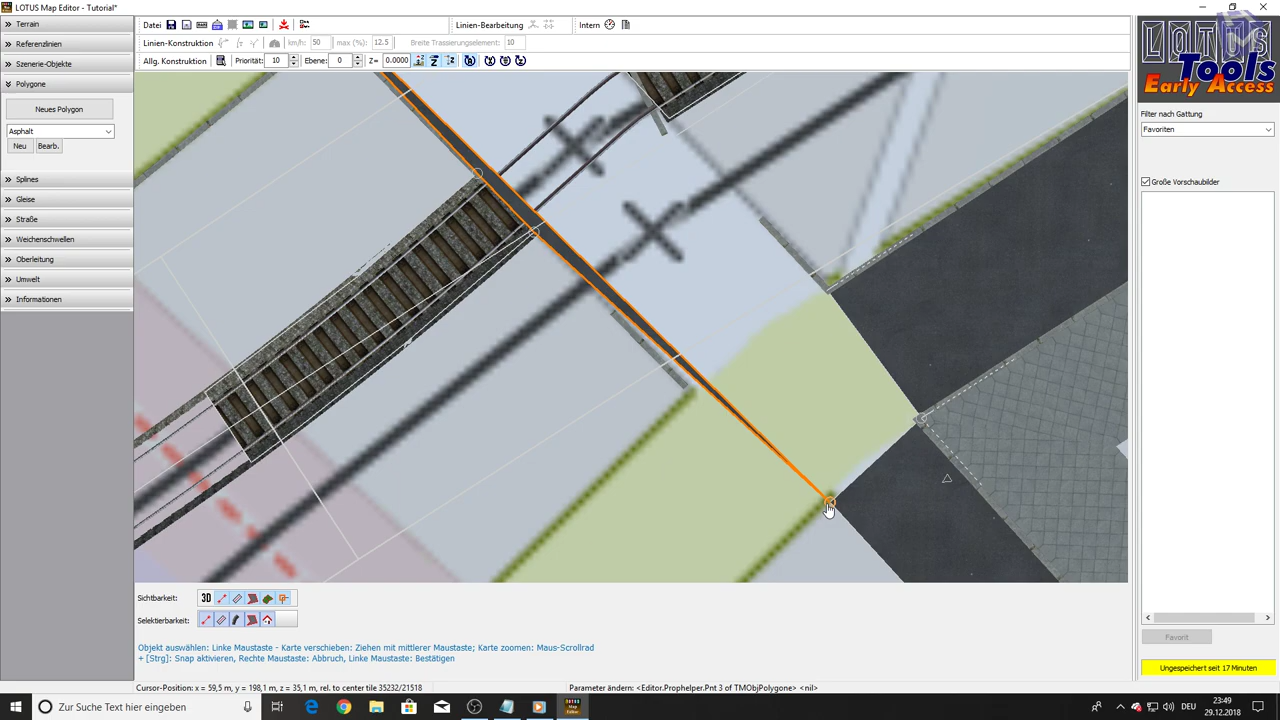 LOTUS Map Editor - Tutorial*
Terrain
Referenzlinien
Szenerie-Objekte
Polygone
Neues Polygon
Asphalt
Neu
Bearb.
Splines
Gleise
Straße
Weichenschwellen
Oberleitung
Umwelt
Informationen
Datei
Linien-Bearbeitung
Intern
Linien-Konstruktion
km/h:
50
max (%):
12.5
Breite Trassierungselement:
10
Allg. Konstruktion
Priorität:
10
Ebene:
0
Z=
0.0000
LOTUS
Tools
Early Access
Filter nach Gattung
Favoriten
Große Vorschaubilder
Favorit
Ungespeichert seit 17 Minuten
Sichtbarkeit:
3D
Selektierbarkeit:
Objekt auswählen: Linke Maustaste - Karte verschieben: Ziehen mit mittlerer Maustaste; Karte zoomen: Maus-Scrollrad
+ [Strg]: Snap aktivieren, Rechte Maustaste: Abbruch, Linke Maustaste: Bestätigen
Cursor-Position: x = 59,5 m, y = 198,1 m, z = 35,1 m, rel. to center tile 35232/21518
Parameter ändern: <Editor.Prophelper.Pnt 3 of TMObjPolygone> <nil>
Zur Suche Text hier eingeben
LOTUS
Map
Editor
23:49
29.12.2018